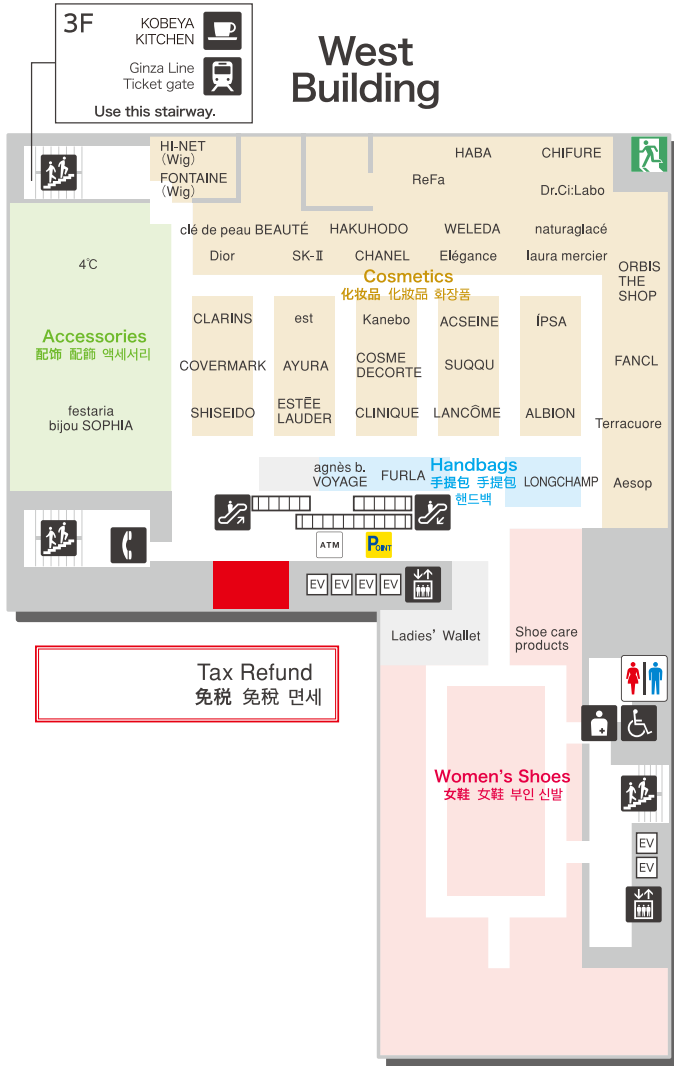 3F
KOBEYA
KITCHEN
Ginza Line
Ticket gate
Use this stairway.
West
Building
HI-NET
(Wig)
FONTAINE
(Wig)
HABA
CHIFURE
ReFa
Dr.Ci:Labo
clé de peau BEAUTÉ
HAKUHODO
WELEDA
naturaglacé
Dior
SK-II
CHANEL
Elégance
laura mercier
4℃
Cosmetics
化妆品 化妝品 화장품
ORBIS
THE
SHOP
CLARINS
est
Kanebo
ACSEINE
ÍPSA
Accessories
配饰 配飾 액세서리
COVERMARK
AYURA
COSME
DECORTE
SUQQU
FANCL
festaria
bijou SOPHIA
SHISEIDO
ESTĒE
LAUDER
CLINIQUE
LANCÔME
ALBION
Terracuore
agnès b.
VOYAGE
FURLA
Handbags
手提包 手提包
핸드백
LONGCHAMP
Aesop
ATM
POINT
EV
EV
EV
EV
Ladies' Wallet
Shoe care
products
Tax Refund
免税 免稅 면세
Women's Shoes
女鞋 女鞋 부인 신발
EV
EV